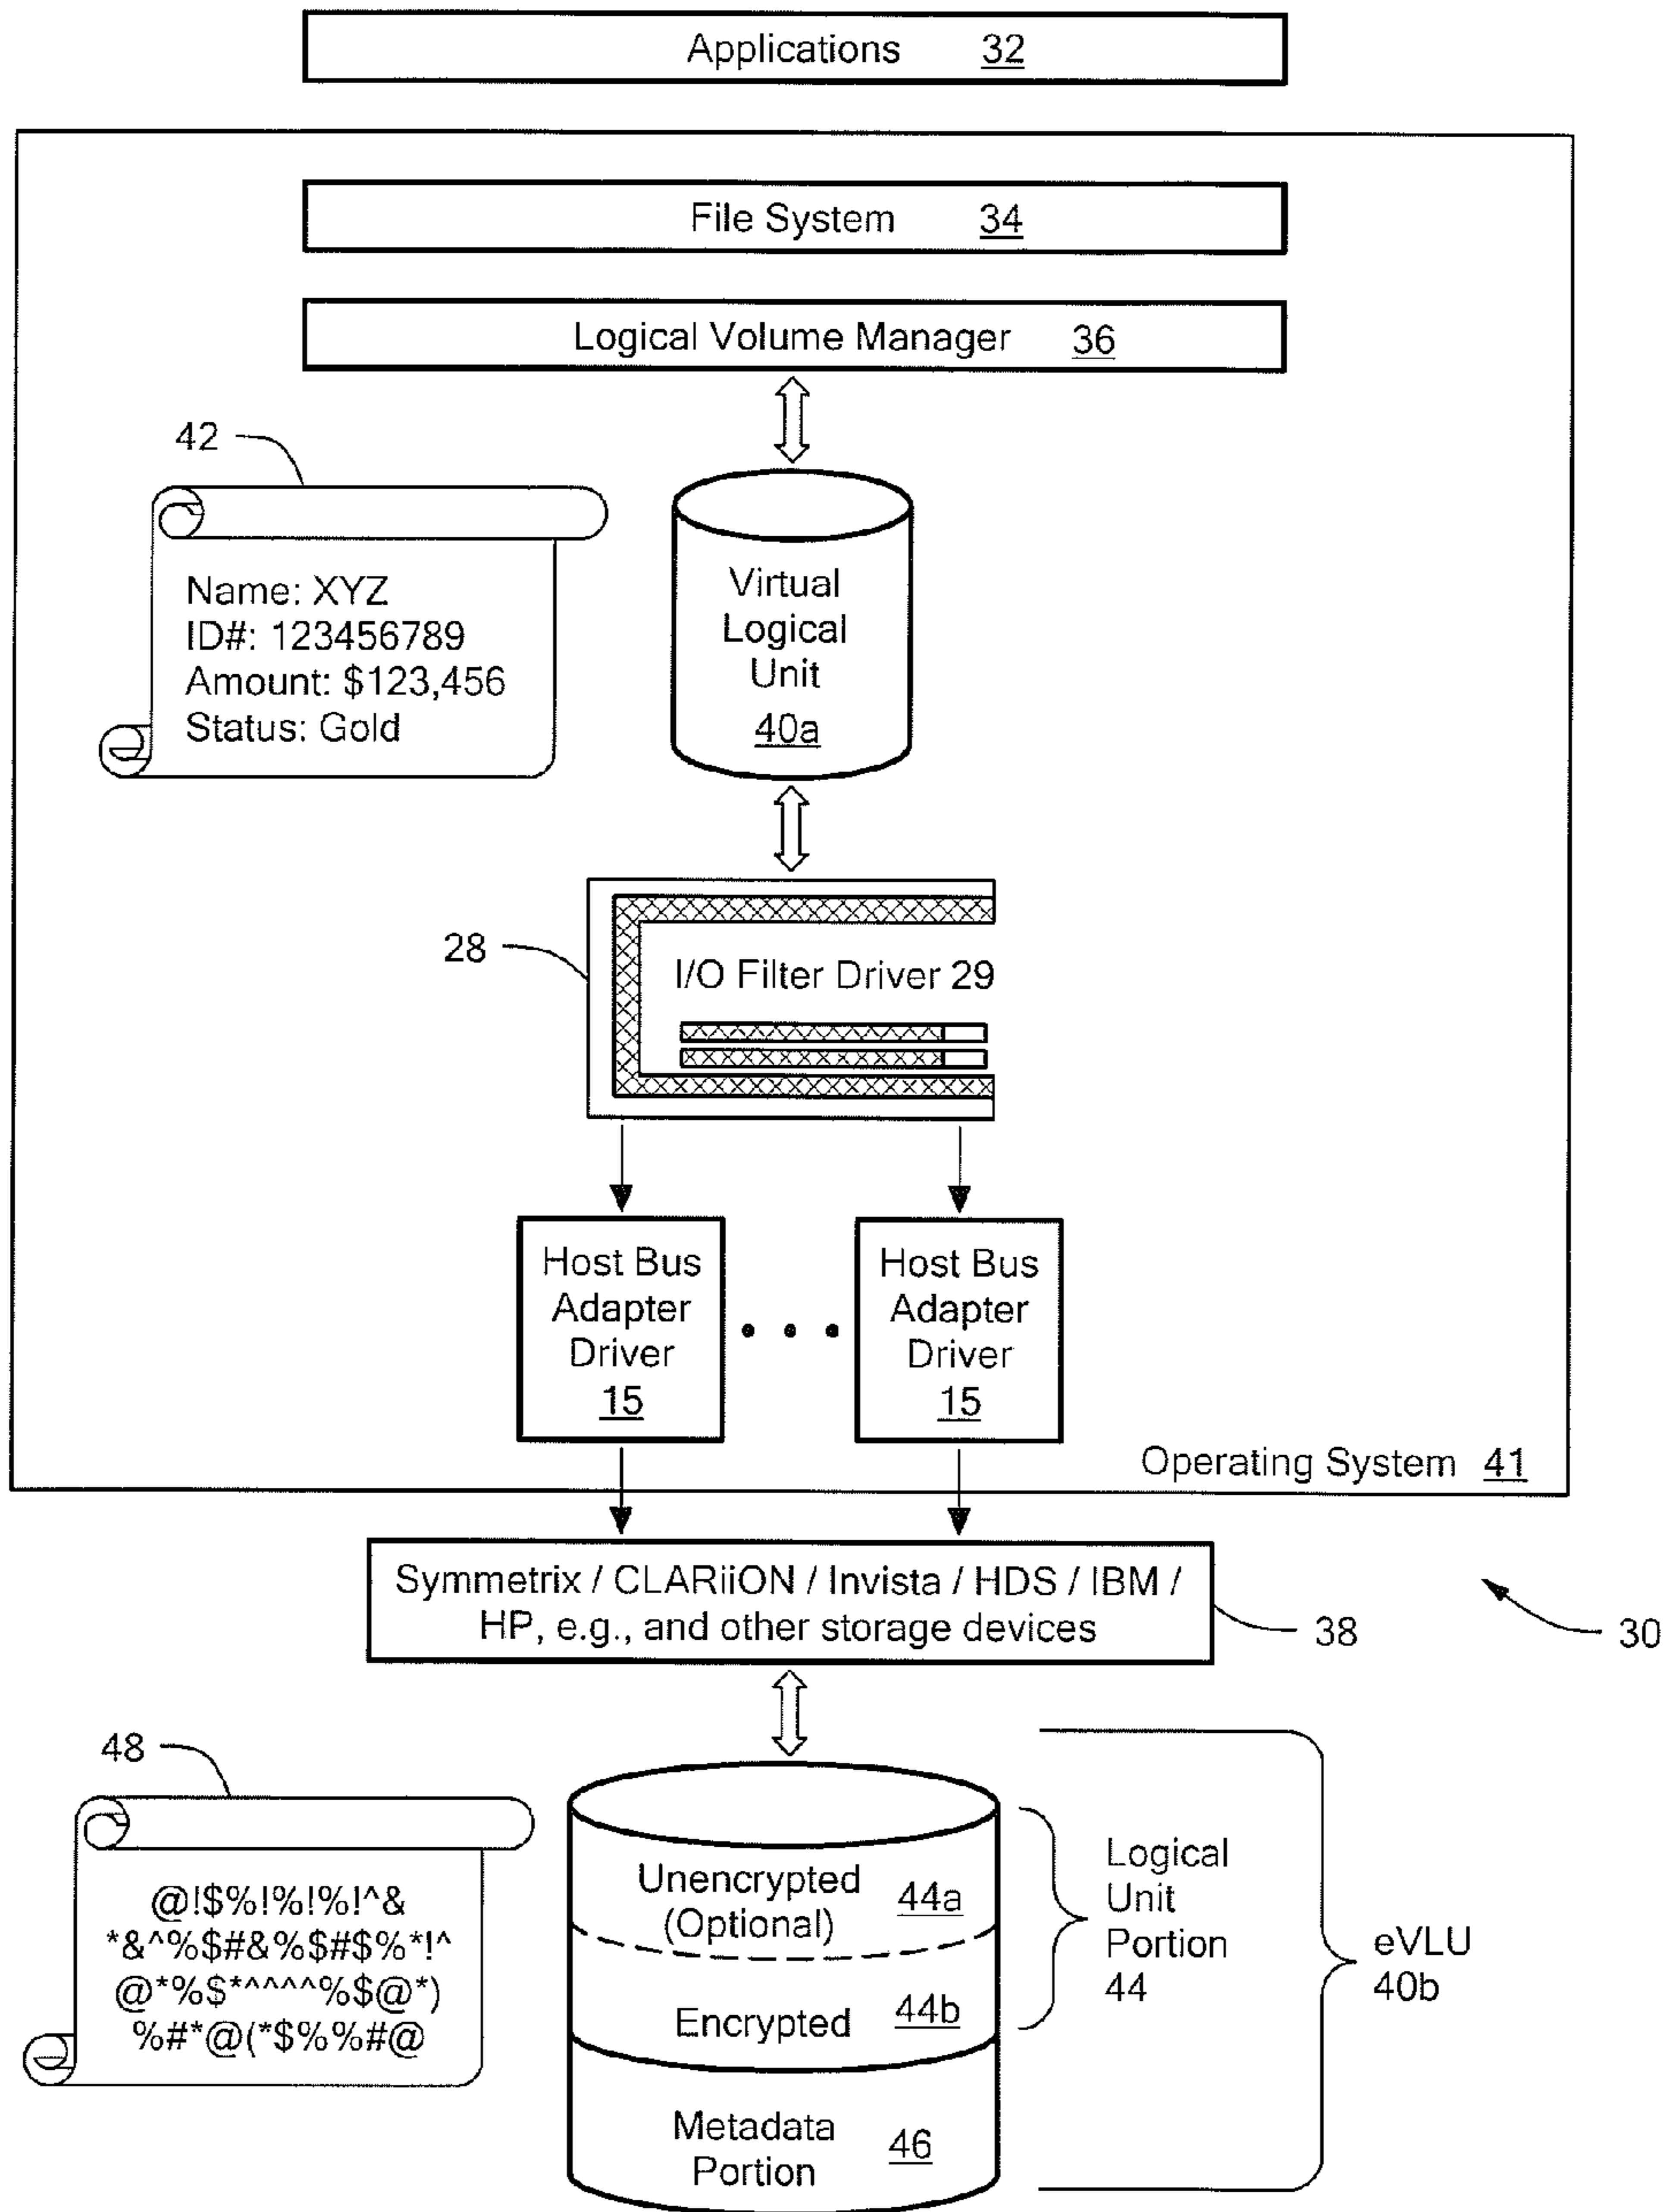 Applications 32
File System 34
Logical Volume Manager 36
42
Name: XYZ
ID#: 123456789
Amount: $123,456
Status: Gold
Virtual
Logical
Unit
40a
28
I/O Filter Driver 29
Host Bus
Adapter
Driver
15
Host Bus
Adapter
Driver
15
Operating System 41
Symmetrix / CLARiiON / Invista / HDS / IBM /
HP, e.g., and other storage devices
38
30
48
@!$%!%!%!%!^&
*&^%$#&%$#$%*!^
@*%$*^^^^%$@*)
%#*@(*$%%#@
Unencrypted
(Optional)
44a
Encrypted 44b
Metadata
Portion
46
Logical
Unit
Portion
44
eVLU
40b